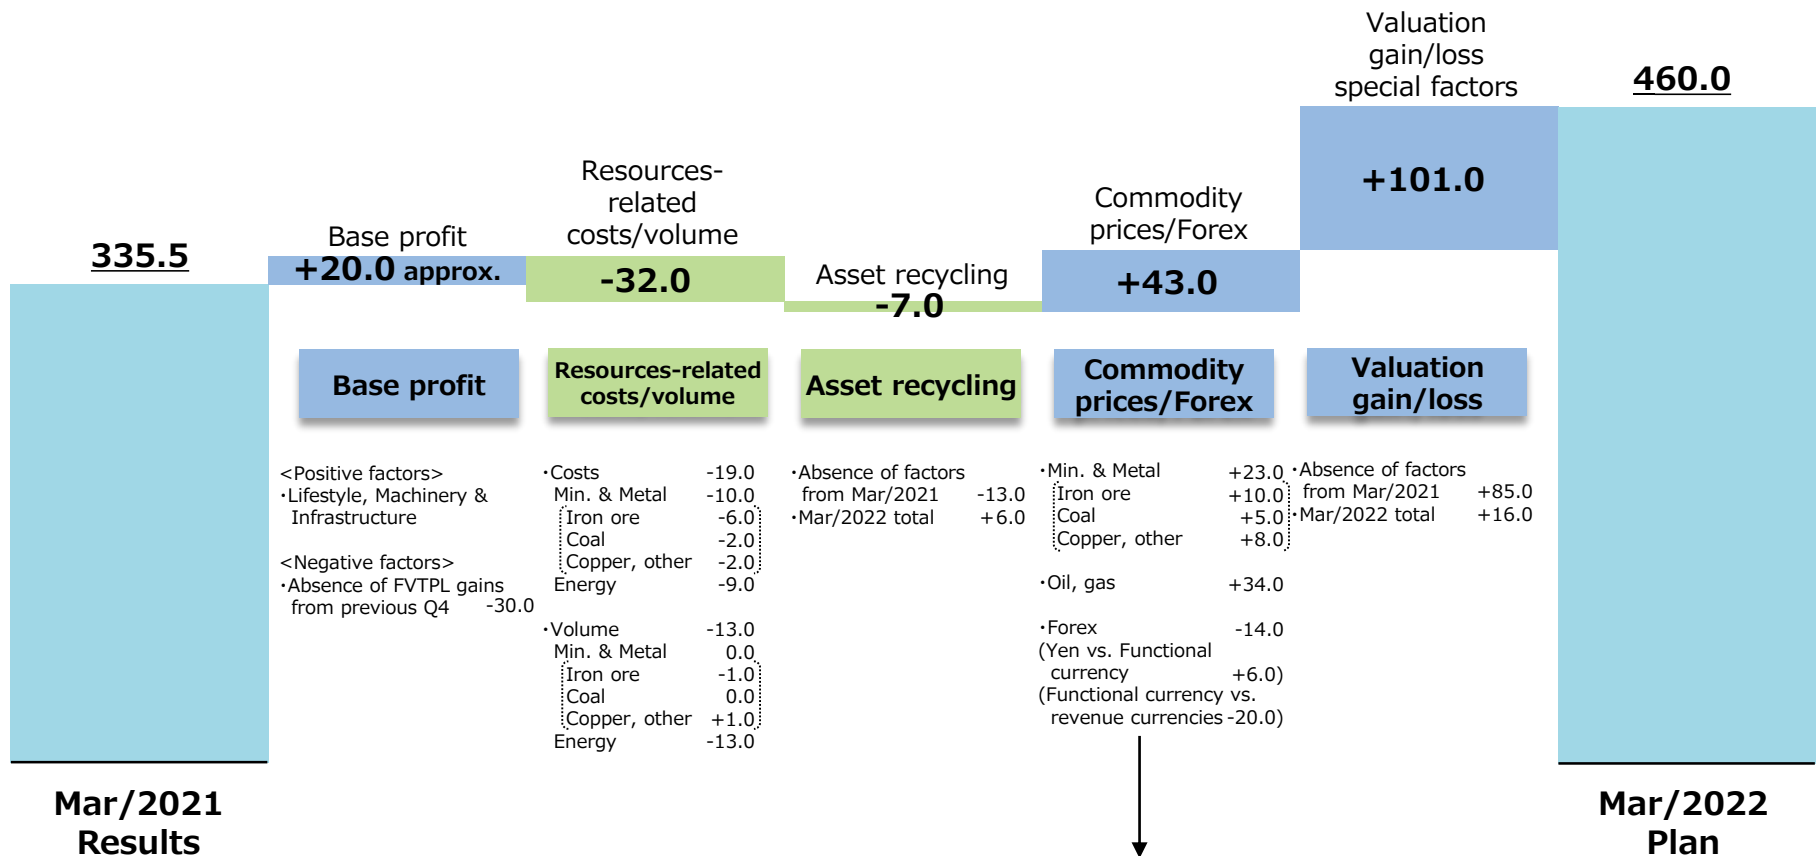 Valuation
gain/loss
special factors
460.0
+101.0
Resources-
related
costs/volume
Commodity
prices/Forex
335.5
Base profit
+20.0 approx.
-32.0
Asset recycling
-7.0
+43.0
Base profit
<Positive factors>
・Lifestyle, Machinery &
Infrastructure
<Negative factors>
・Absence of FVTPL gains
from previous Q4 -30.0
Resources-related
costs/volume
・Costs -19.0
Min. & Metal -10.0
Iron ore -6.0
Coal -2.0
Copper, other -2.0
Energy -9.0
・Volume -13.0
Min. & Metal 0.0
Iron ore -1.0
Coal 0.0
Copper, other +1.0
Energy -13.0
Asset recycling
・Absence of factors
from Mar/2021 -13.0
・Mar/2022 total +6.0
Commodity
prices/Forex
・Min. & Metal +23.0
Iron ore +10.0
Coal +5.0
Copper, other +8.0
・Oil, gas +34.0
・Forex -14.0
(Yen vs. Functional
currency +6.0)
(Functional currency vs.
revenue currencies -20.0)
Valuation
gain/loss
・Absence of factors
from Mar/2021 +85.0
・Mar/2022 total +16.0
Mar/2021
Results
Mar/2022
Plan